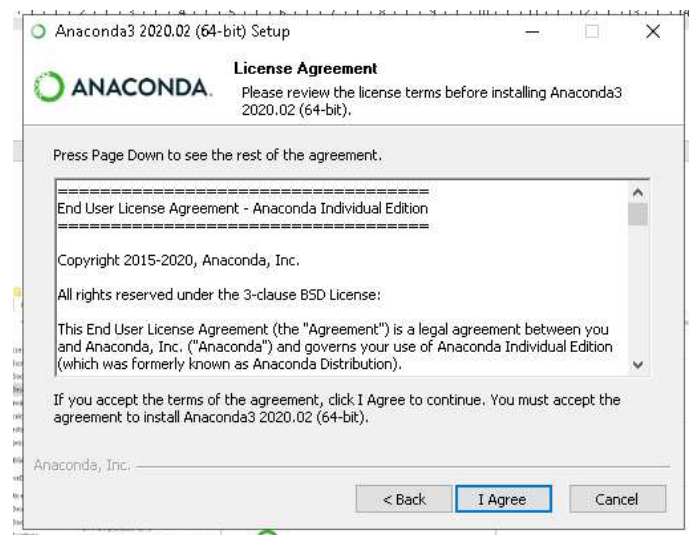 Anaconda3 2020.02 (64-bit) Setup
ANACONDA.
License Agreement
Please review the license terms before installing Anaconda3
2020.02 (64-bit).
Press Page Down to see the rest of the agreement.
=====================================
End User License Agreement - Anaconda Individual Edition
=====================================
Copyright 2015-2020, Anaconda, Inc.
All rights reserved under the 3-clause BSD License:
This End User License Agreement (the "Agreement") is a legal agreement between you
and Anaconda, Inc. ("Anaconda") and governs your use of Anaconda Individual Edition
(which was formerly known as Anaconda Distribution).
If you accept the terms of the agreement, click I Agree to continue. You must accept the
agreement to install Anaconda3 2020.02 (64-bit).
Anaconda, Inc.
< Back I Agree Cancel